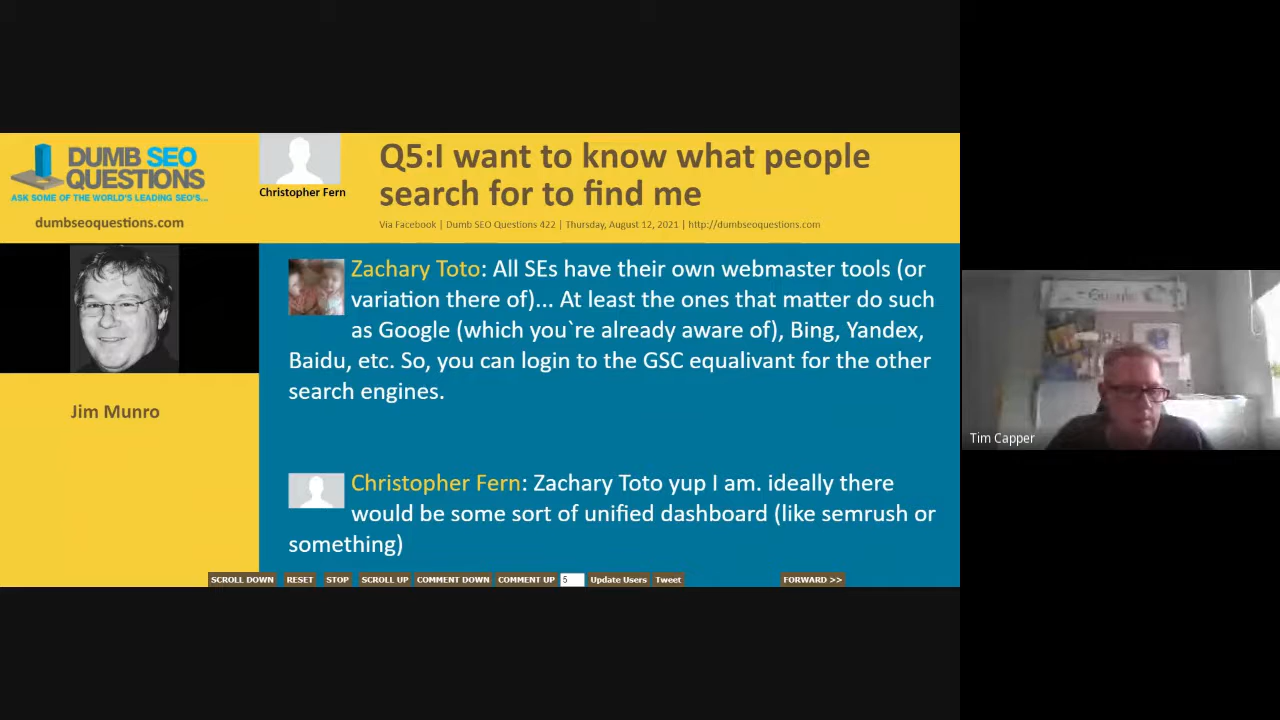 DUMB SEO
QUESTIONS
ASK SOME OF THE WORLD'S LEADING SEO'S...
dumbseoquestions.com
Christopher Fern
Q5:I want to know what people
search for to find me
Via Facebook | Dumb SEO Questions 422 | Thursday, August 12, 2021 | http://dumbseoquestions.com
Jim Munro
Zachary Toto: All SEs have their own webmaster tools (or
variation there of)... At least the ones that matter do such
as Google (which you`re already aware of), Bing, Yandex,
Baidu, etc. So, you can login to the GSC equalivant for the other
search engines.
Christopher Fern: Zachary Toto yup I am. ideally there
would be some sort of unified dashboard (like semrush or
something)
SCROLL DOWN RESET STOP SCROLL UP COMMENT DOWN COMMENT UP 5 Update Users Tweet FORWARD >>
Tim Capper